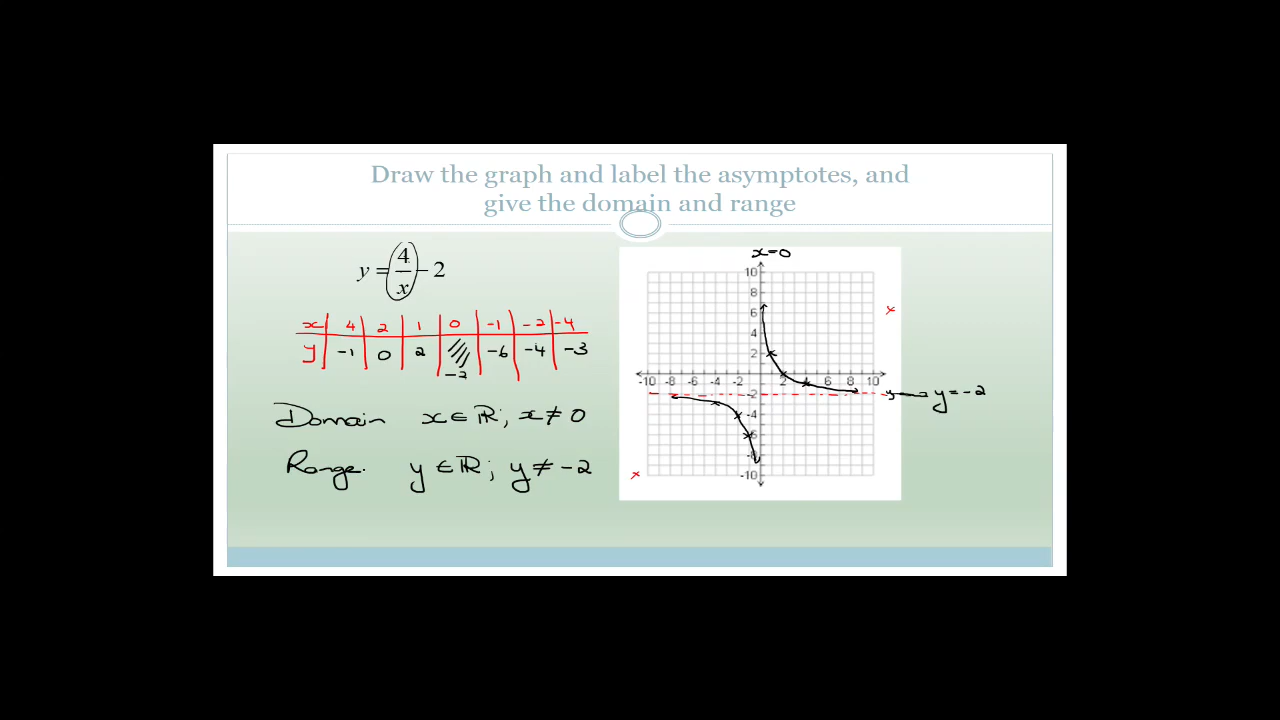 Draw the graph and label the asymptotes, and
give the domain and range
y = 4/x − 2
x | 4 | 2 | 1 | 0 | -1 | -2 | -4
y | -1 | 0 | 2 | | -6 | -4 | -3
-2
Domain x ∈ ℝ; x ≠ 0
Range. y ∈ ℝ; y ≠ -2
x=0
10
8
6
4
2
-10 -8 -6 -4 -2 2 4 6 8 10
-2
-4
-6
-8
-10
y=-2
x
x